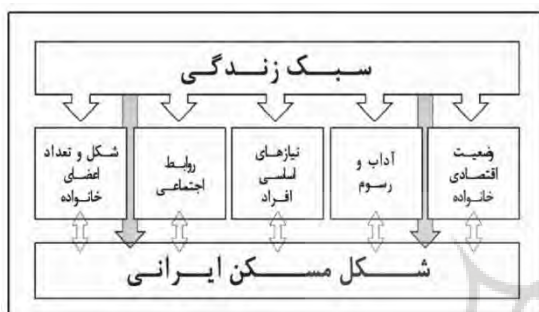 سبک زندگی
وضعیت
اقتصادی
خانواده
آداب و
رسوم
نیازهای
اساسی
افراد
روابط
اجتماعی
شکل و تعداد
اعضای
خانواده
شکل مسکن ایرانی